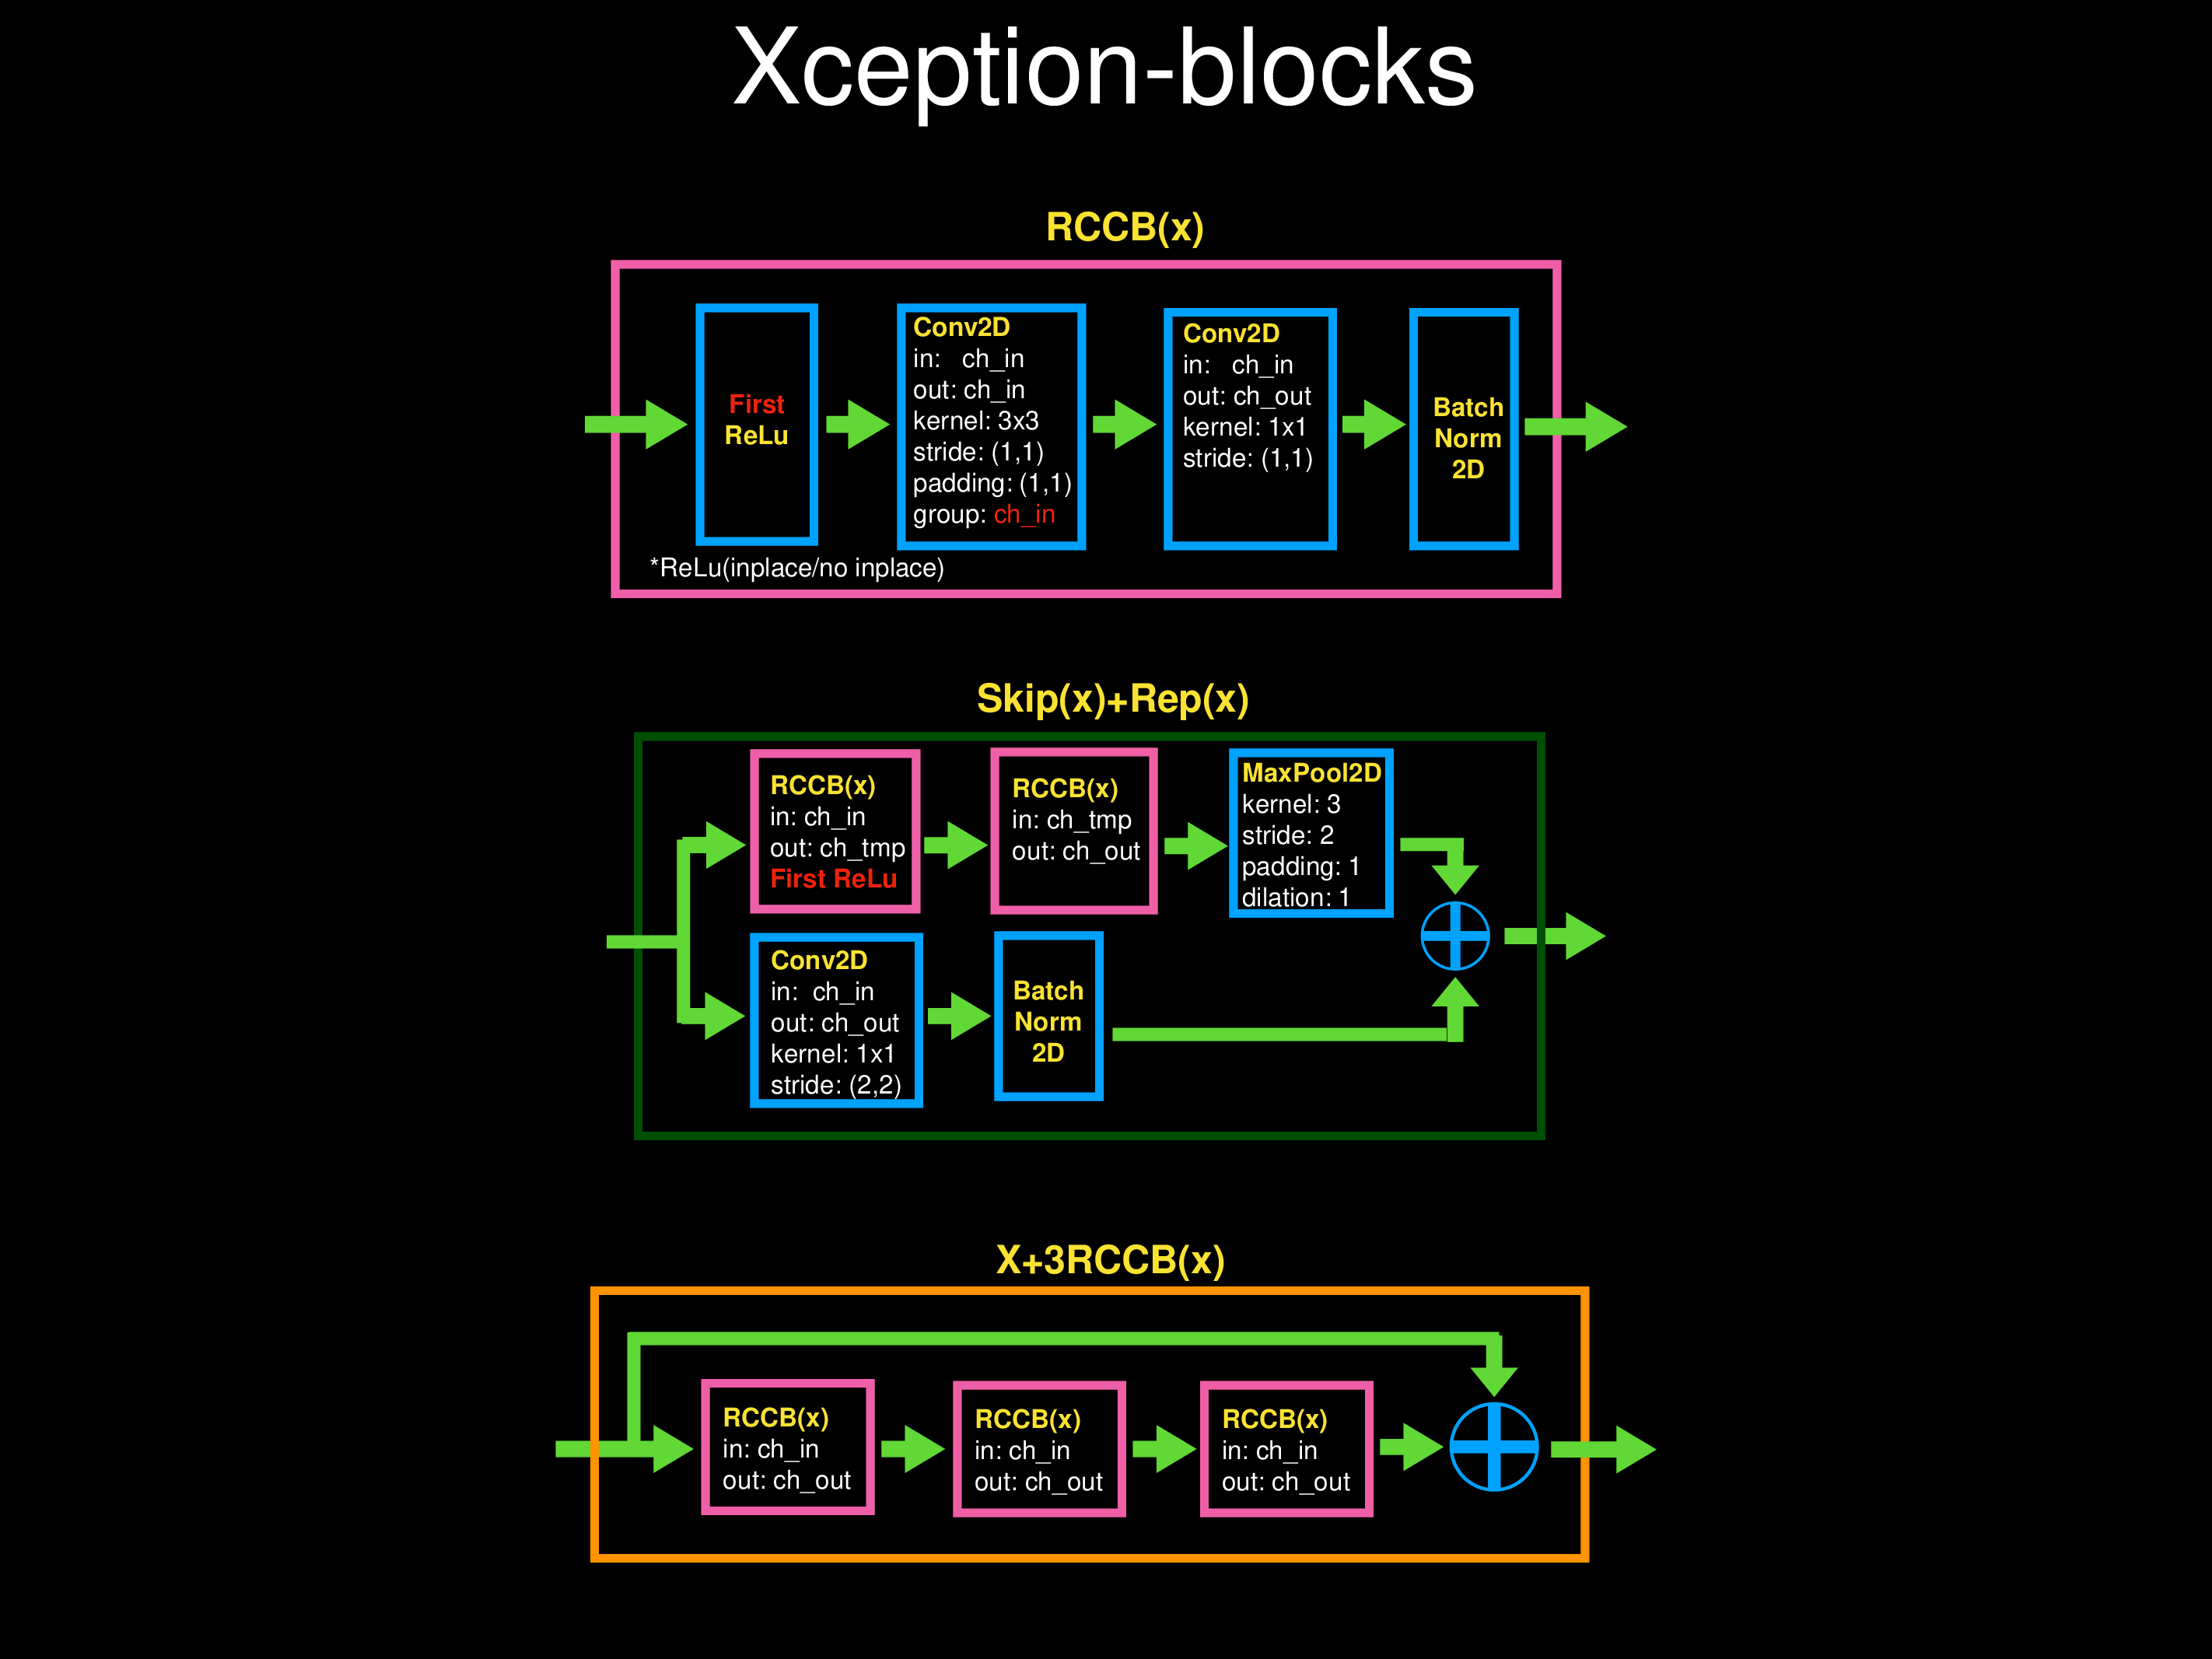 Xception-blocks
RCCB(x)
First
ReLu
Conv2D
in: ch_in
out: ch_in
kernel: 3x3
stride: (1,1)
padding: (1,1)
group: ch_in
Conv2D
in: ch_in
out: ch_out
kernel: 1x1
stride: (1,1)
Batch
Norm
2D
*ReLu(inplace/no inplace)
Skip(x)+Rep(x)
RCCB(x)
in: ch_in
out: ch_tmp
First ReLu
RCCB(x)
in: ch_tmp
out: ch_out
MaxPool2D
kernel: 3
stride: 2
padding: 1
dilation: 1
Conv2D
in: ch_in
out: ch_out
kernel: 1x1
stride: (2,2)
Batch
Norm
2D
X+3RCCB(x)
RCCB(x)
in: ch_in
out: ch_out
RCCB(x)
in: ch_in
out: ch_out
RCCB(x)
in: ch_in
out: ch_out